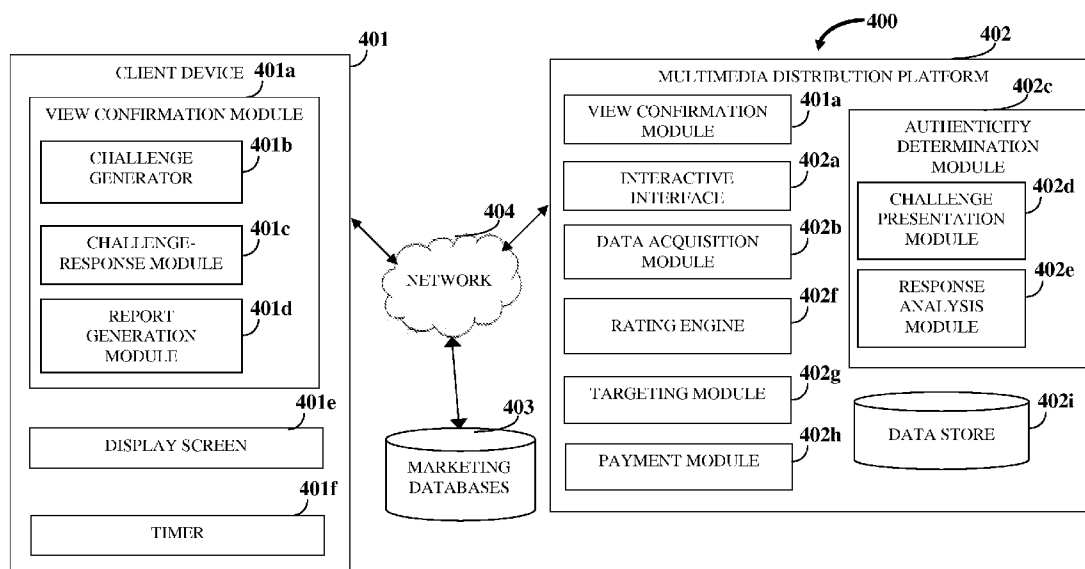 400
401
CLIENT DEVICE
401a
VIEW CONFIRMATION MODULE
CHALLENGE
GENERATOR
401b
CHALLENGE-
RESPONSE MODULE
401c
REPORT
GENERATION
MODULE
401d
401e
DISPLAY SCREEN
401f
TIMER
404
NETWORK
403
MARKETING
DATABASES
402
MULTIMEDIA DISTRIBUTION PLATFORM
VIEW CONFIRMATION
MODULE
401a
INTERACTIVE
INTERFACE
402a
DATA ACQUISITION
MODULE
402b
RATING ENGINE
402f
TARGETING MODULE
402g
PAYMENT MODULE
402h
402c
AUTHENTICITY
DETERMINATION
MODULE
CHALLENGE
PRESENTATION
MODULE
402d
RESPONSE
ANALYSIS
MODULE
402e
DATA STORE
402i